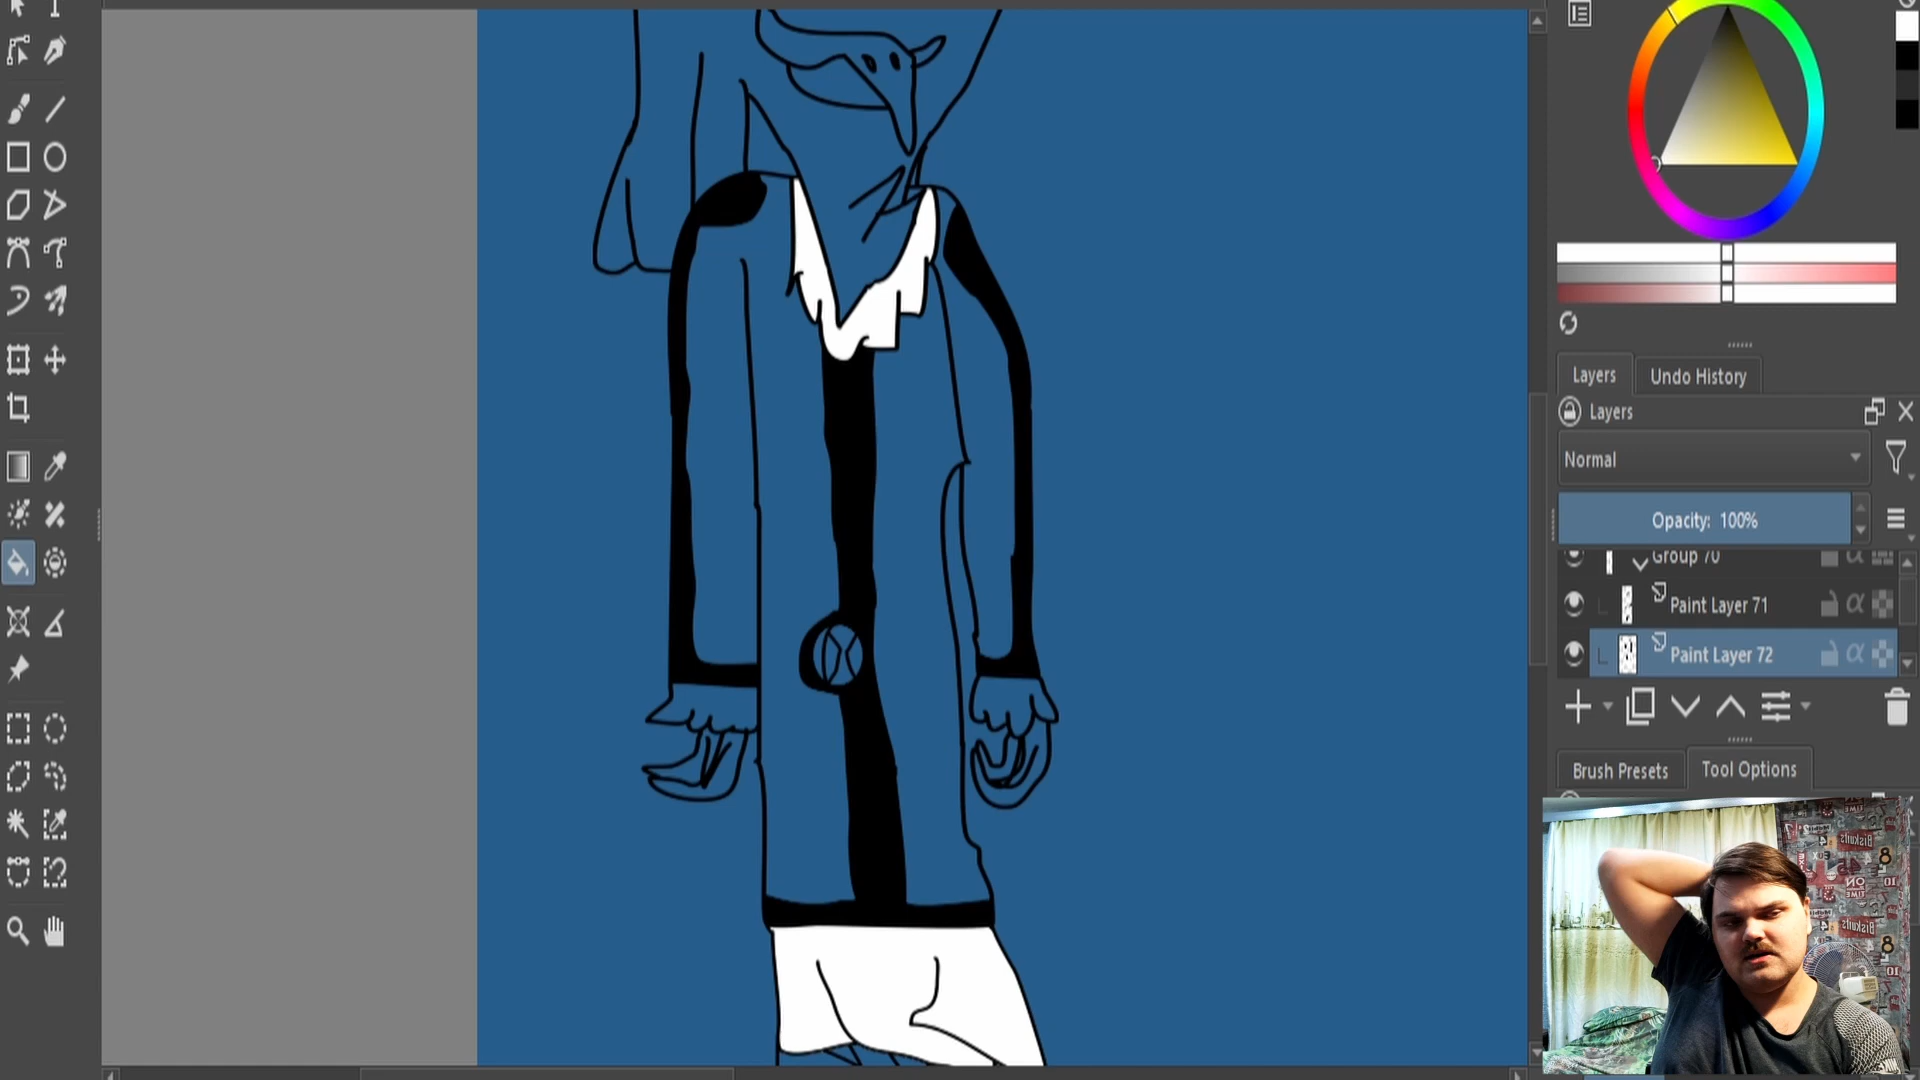 Layers
Undo History
Layers
Normal
Opacity: 100%
Group 70
Paint Layer 71
Paint Layer 72
Brush Presets
Tool Options
Biskuits